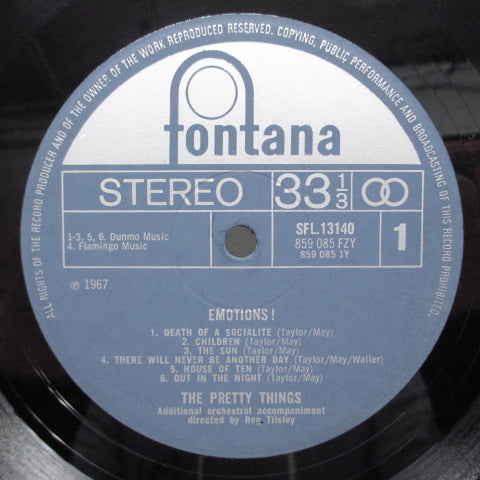 ALL RIGHTS OF THE RECORD PRODUCER AND OF THE OWNER OF THE WORK REPRODUCED RESERVED. COPYING, PUBLIC PERFORMANCE AND BROADCASTING OF THIS RECORD PROHIBITED.
fontana
STEREO 33 1/3
SFL.13140
859 085 FZY
859 085 1Y
1
1-3, 5, 6. Dunmo Music
4. Flamingo Music
℗ 1967
EMOTIONS!
1. DEATH OF A SOCIALITE (Taylor/May)
2. CHILDREN (Taylor/May)
3. THE SUN (Taylor/May)
4. THERE WILL NEVER BE ANOTHER DAY (Taylor/May/Waller)
5. HOUSE OF TEN (Taylor/May)
6. OUT IN THE NIGHT (Taylor/May)
THE PRETTY THINGS
Additional orchestral accompaniment
directed by Reg Tilsley